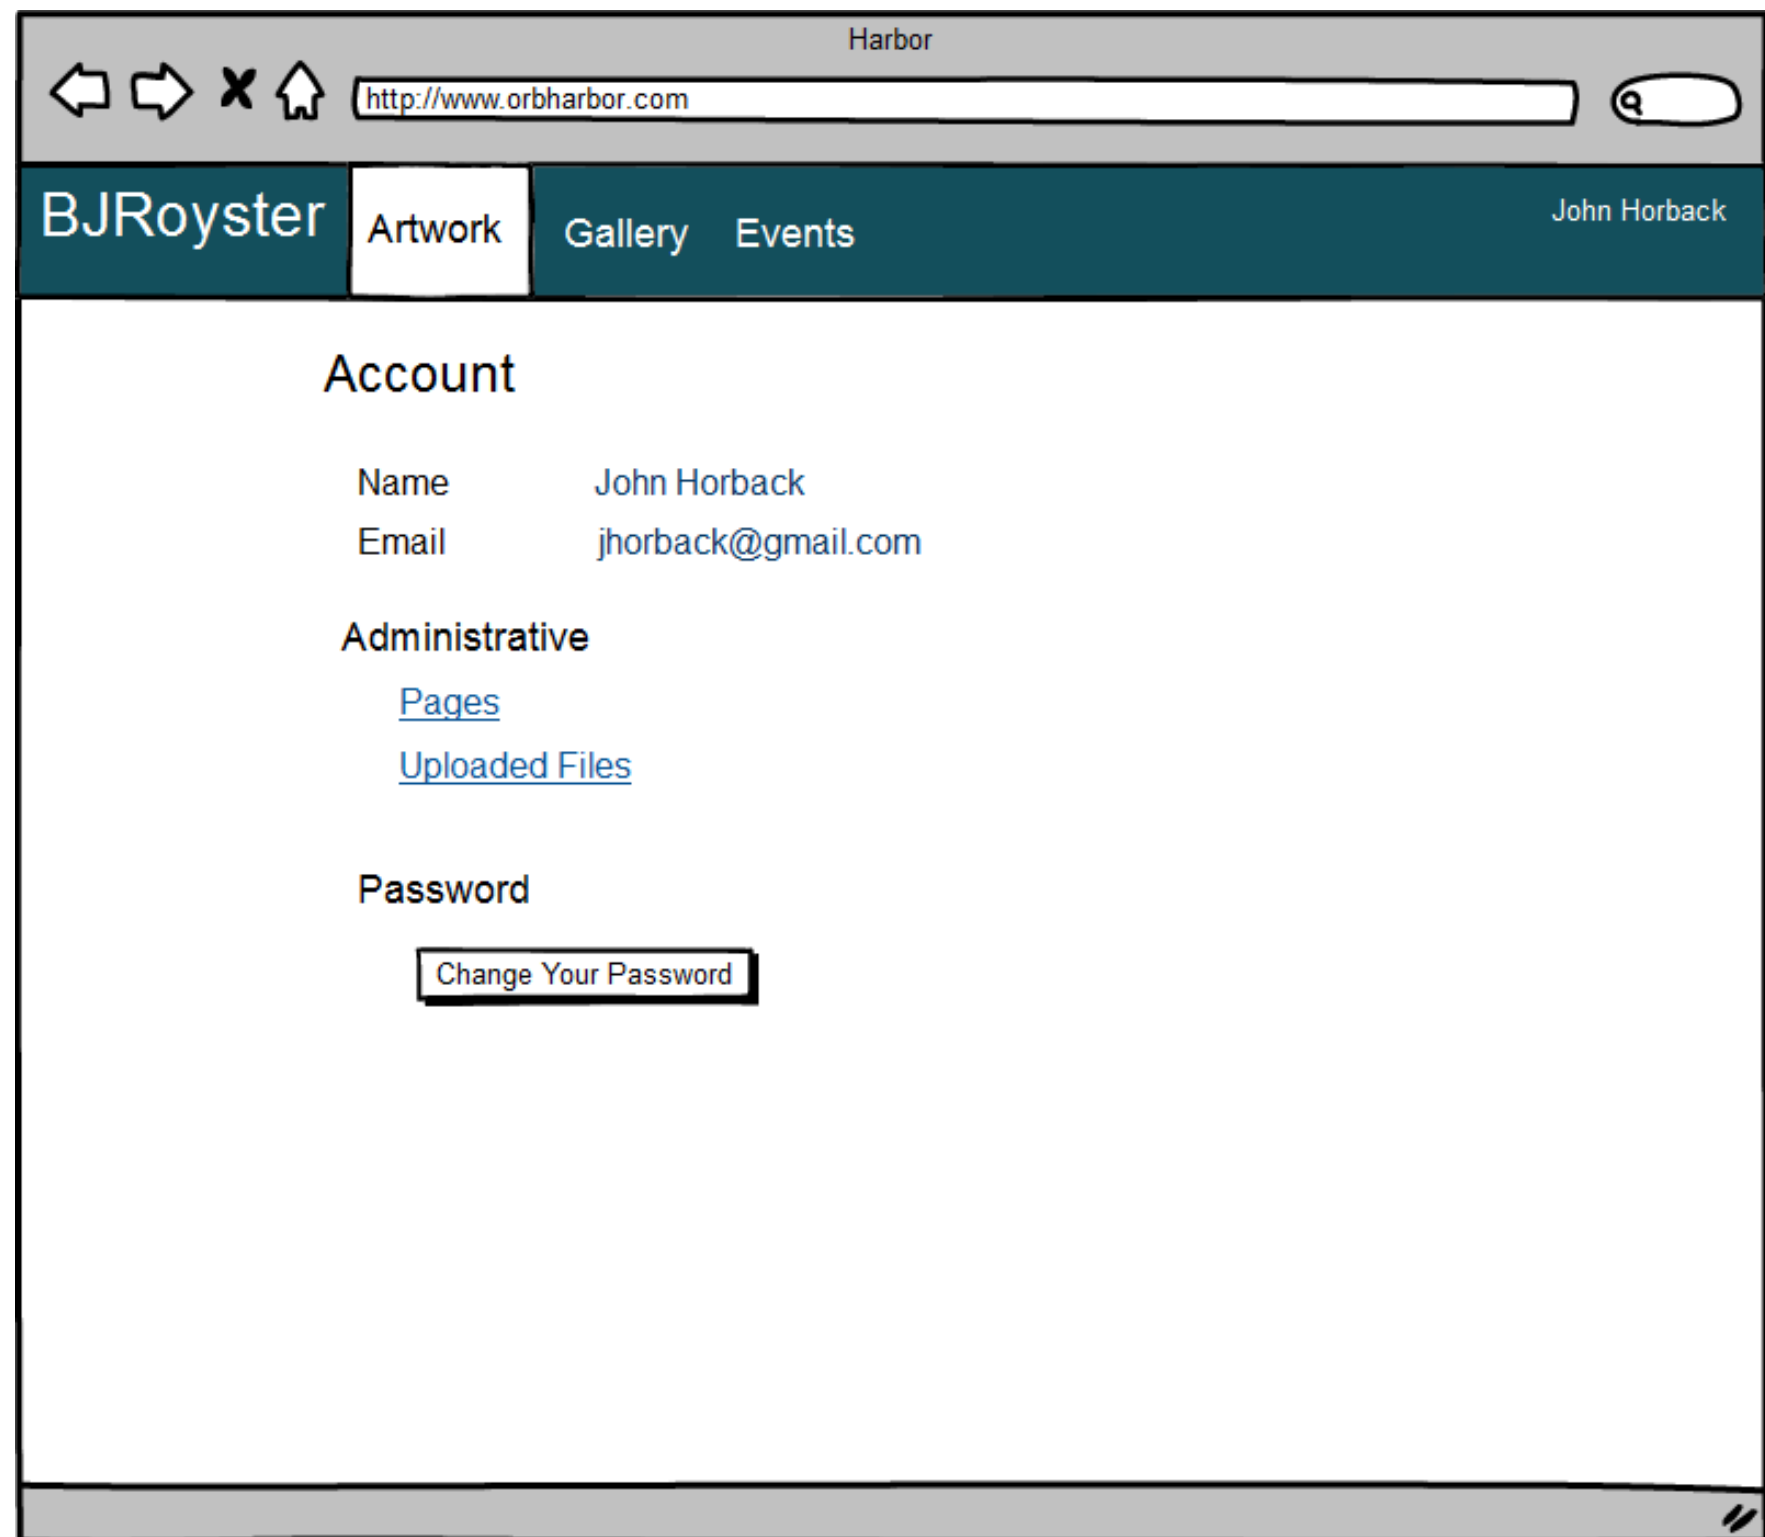 Harbor
http://www.orbharbor.com
BJRoyster Artwork Gallery Events John Horback
Account
Name John Horback
Email jhorback@gmail.com
Administrative
Pages
Uploaded Files
Password
Change Your Password